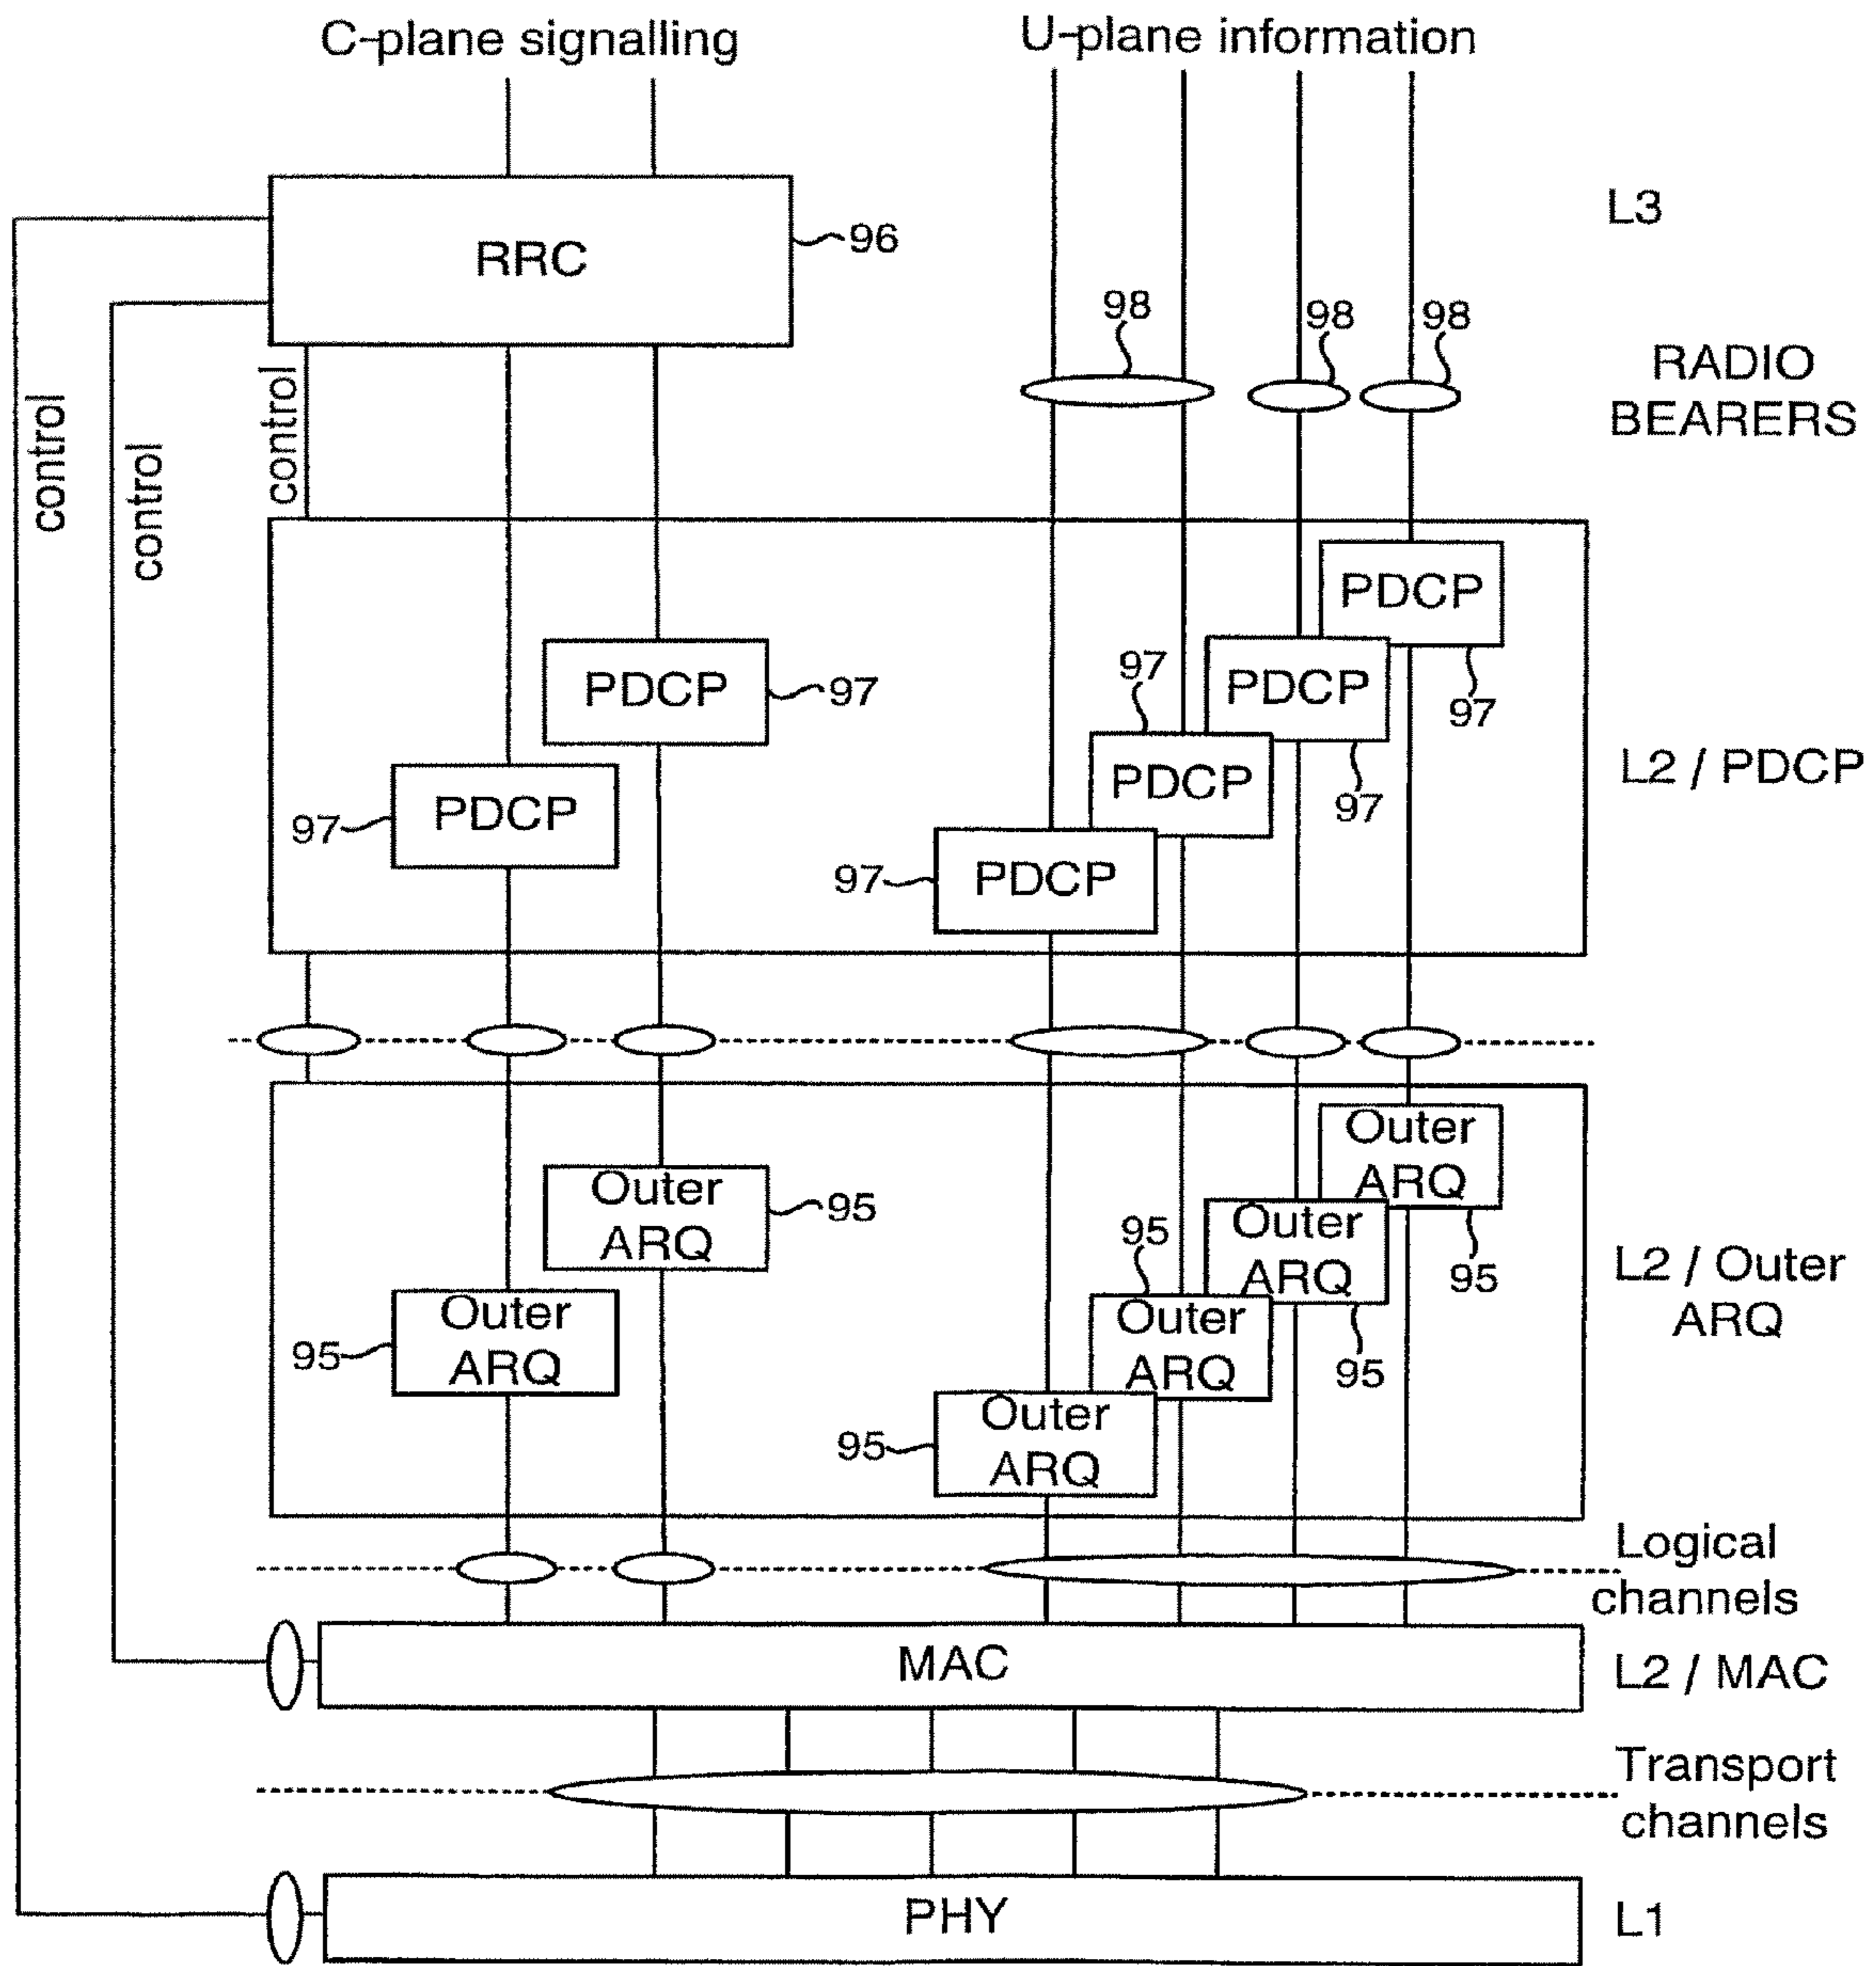 C-plane signalling
U-plane information
L3
RRC
96
98
98
98
RADIO
BEARERS
control
control
control
PDCP
PDCP
97
PDCP
97
97
PDCP
97
L2 / PDCP
PDCP
97
97
PDCP
97
Outer
ARQ
Outer
ARQ
95
Outer
ARQ
95
95
L2 / Outer
ARQ
Outer
ARQ
95
Outer
ARQ
95
95
Outer
ARQ
Logical
channels
MAC
L2 / MAC
Transport
channels
PHY
L1